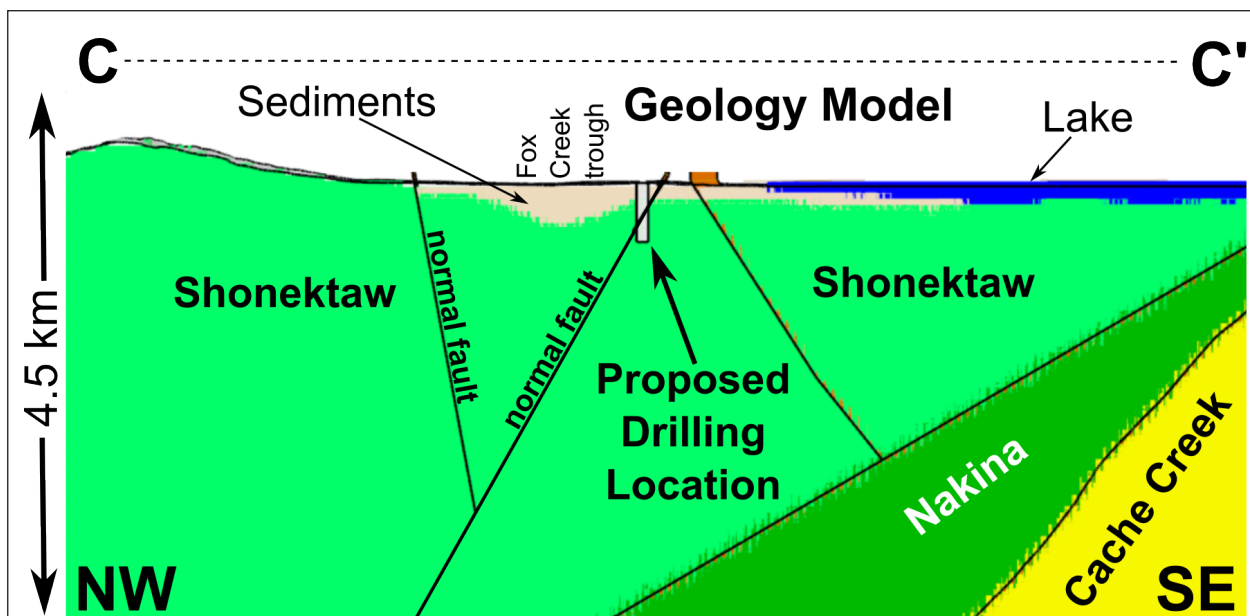 C
C'
Sediments
Fox
Creek
trough
Geology Model
Lake
4.5 km
Shonektaw
normal fault
normal fault
Shonektaw
Proposed
Drilling
Location
Nakina
Cache Creek
NW
SE